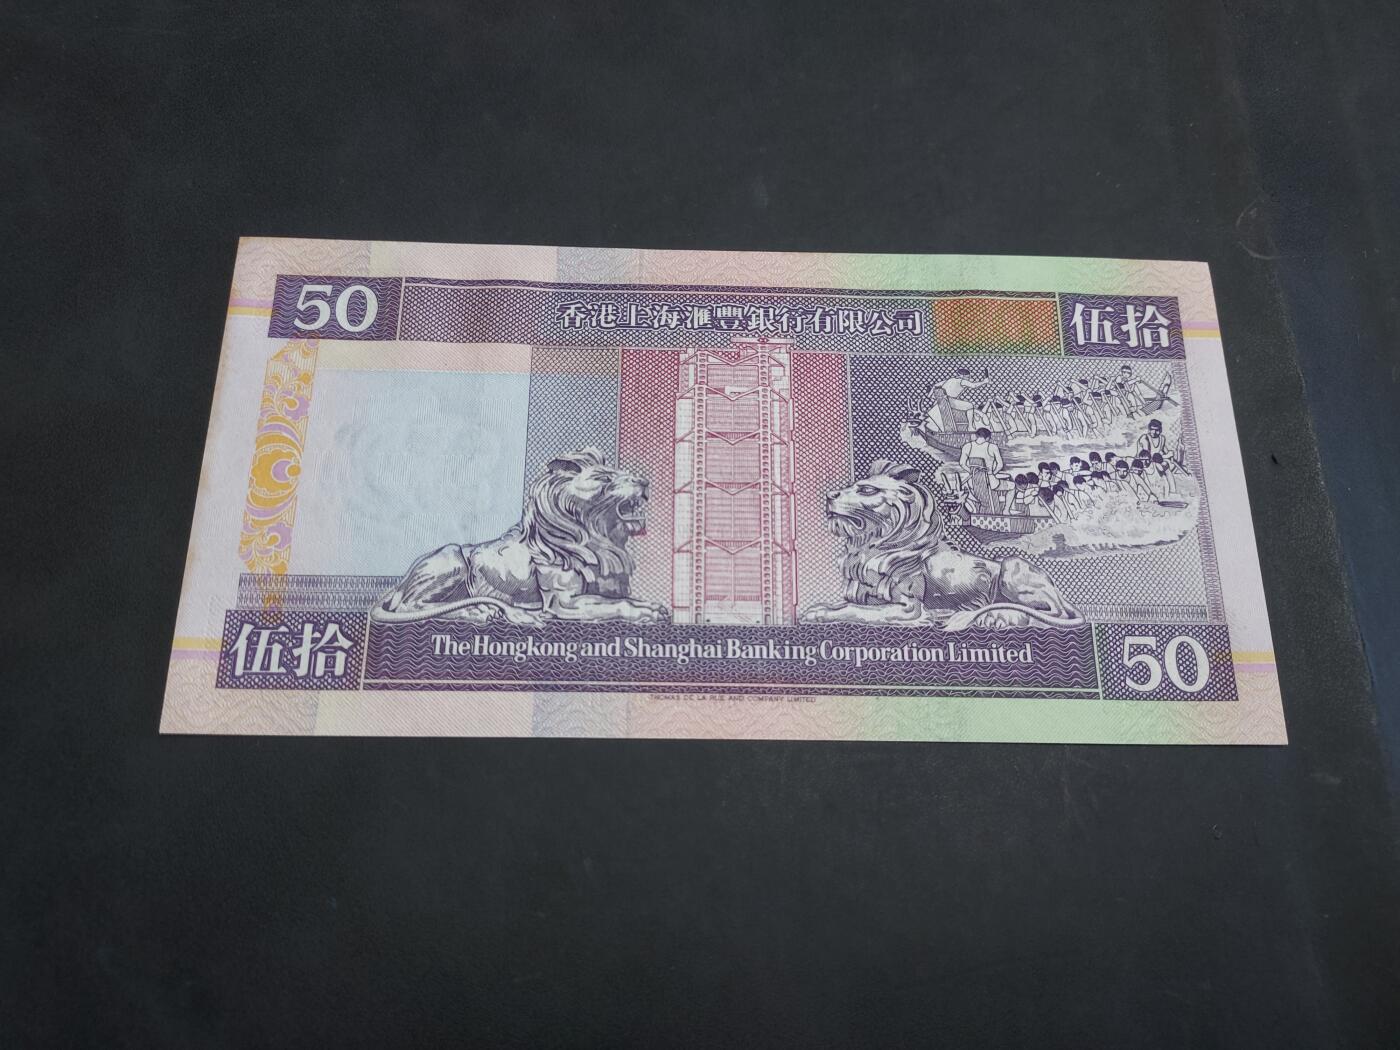 50
香港上海滙豐銀行有限公司
伍拾
伍拾
The Hongkong and Shanghai Banking Corporation Limited
50
THOMAS DE LA RUE AND COMPANY LIMITED